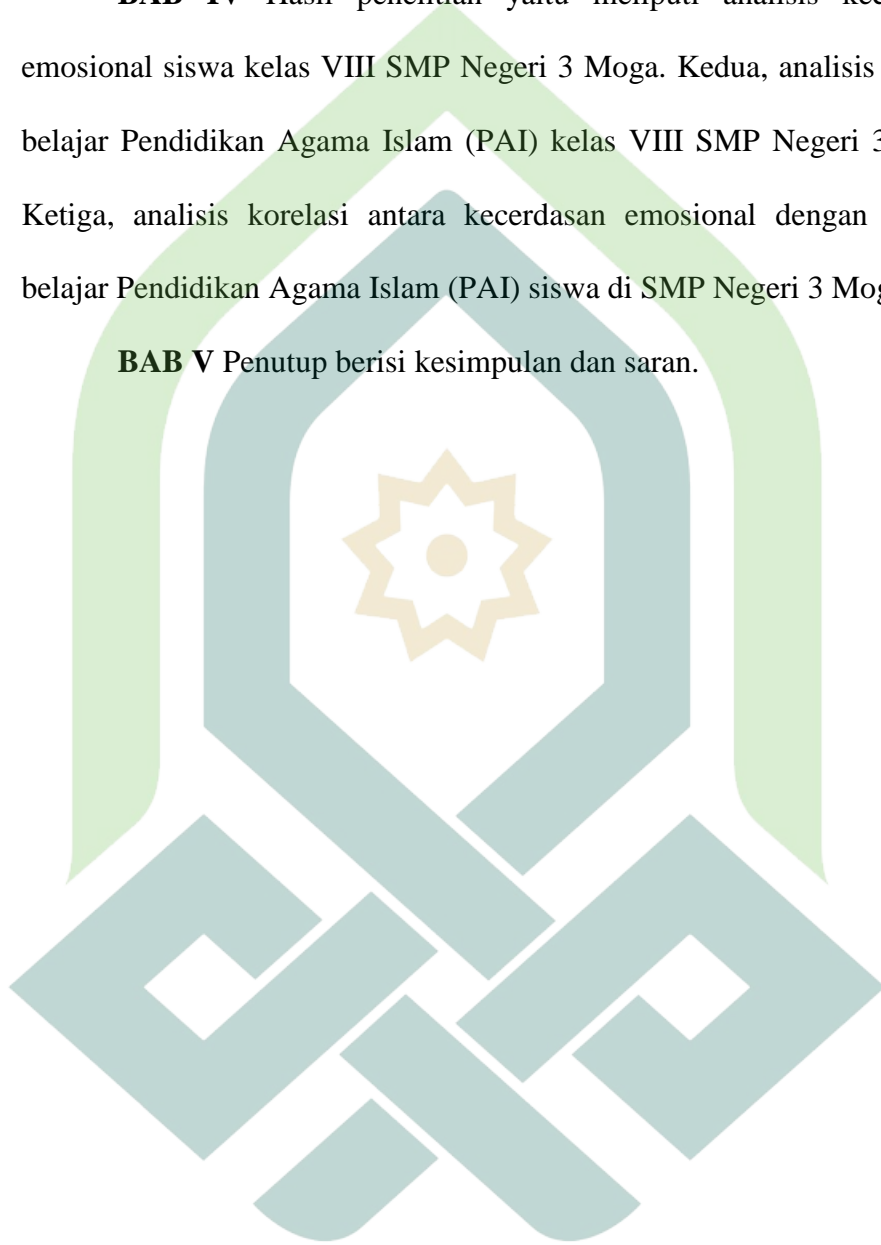 BAB IV Hasil penelitian yaitu meliputi analisis
emosional siswa kelas VIII SMP Negeri 3 Moga. Kedua, analisis
belajar Pendidikan Agama Islam (PAI) kelas VIII SMP Negeri 3
Ketiga, analisis korelasi antara kecerdasan emosional dengan
belajar Pendidikan Agama Islam (PAI) siswa di SMP Negeri 3
BAB V Penutup berisi kesimpulan dan saran.